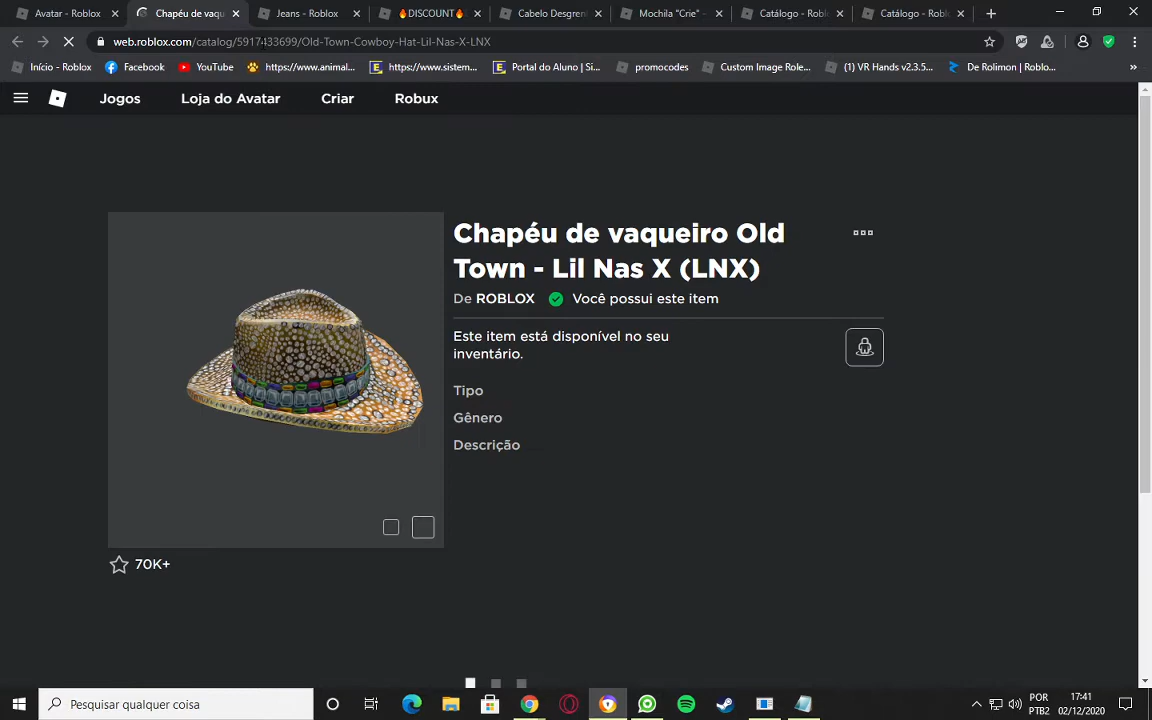 Avatar - Roblox
Chapéu de vaqu
Jeans - Roblox
🔥DISCOUNT🔥
Cabelo Desgren
Mochila "Crie" -
Catálogo - Robl
Catálogo - Robl
web.roblox.com/catalog/5917433699/Old-Town-Cowboy-Hat-Lil-Nas-X-LNX
Início - Roblox
Facebook
YouTube
https://www.animal...
https://www.sistem...
Portal do Aluno | Si...
promocodes
Custom Image Role...
(1) VR Hands v2.3.5...
De Rolimon | Roblo...
»
Jogos
Loja do Avatar
Criar
Robux
Chapéu de vaqueiro Old
Town - Lil Nas X (LNX)
De ROBLOX
Você possui este item
Este item está disponível no seu
inventário.
Tipo
Gênero
Descrição
70K+
Pesquisar qualquer coisa
POR
PTB2
17:41
02/12/2020